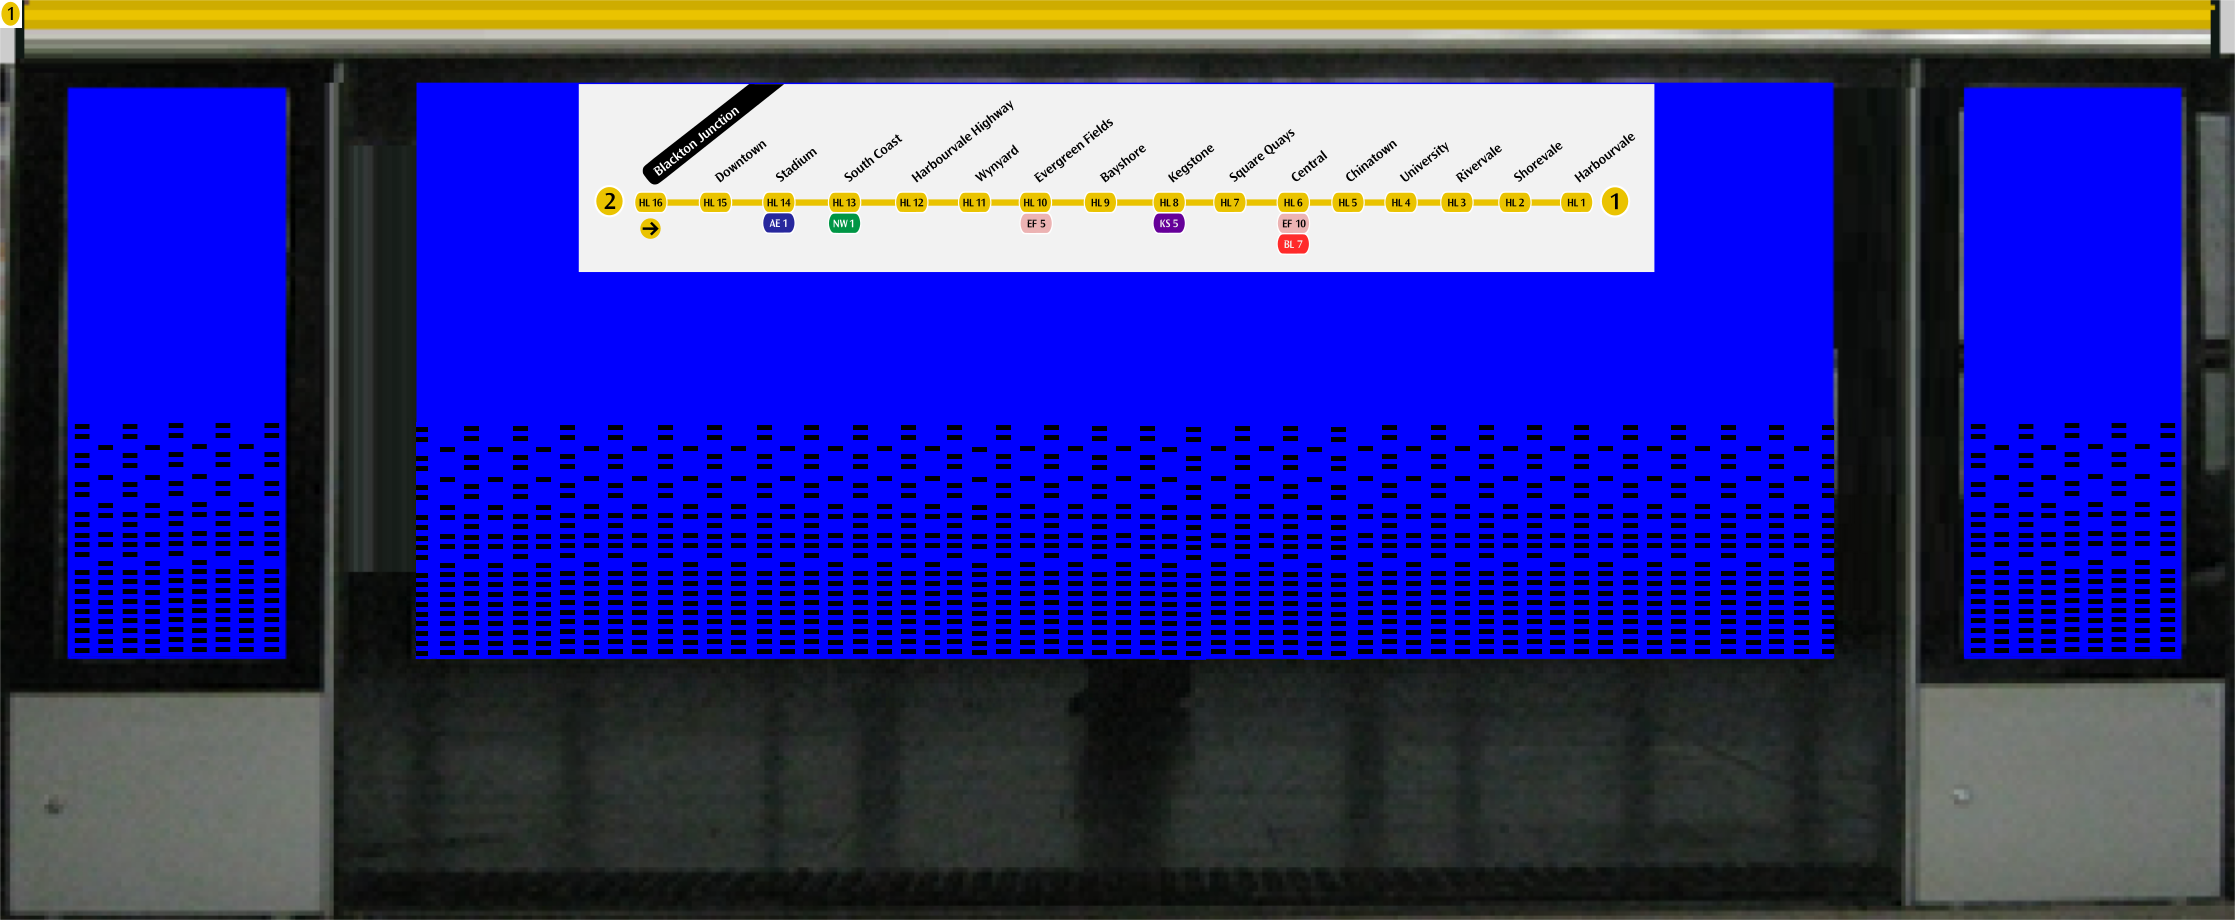 1
Blackton Junction
Downtown
Stadium
South Coast
Harbourvale Highway
Wynyard
Evergreen Fields
Bayshore
Kegstone
Square Quays
Central
Chinatown
University
Rivervale
Shorevale
Harbourvale
2 HL 16 HL 15 HL 14 HL 13 HL 12 HL 11 HL 10 HL 9 HL 8 HL 7 HL 6 HL 5 HL 4 HL 3 HL 2 HL 1 1
AE 1 NW 1 EF 5 KS 5 EF 10
BL 7